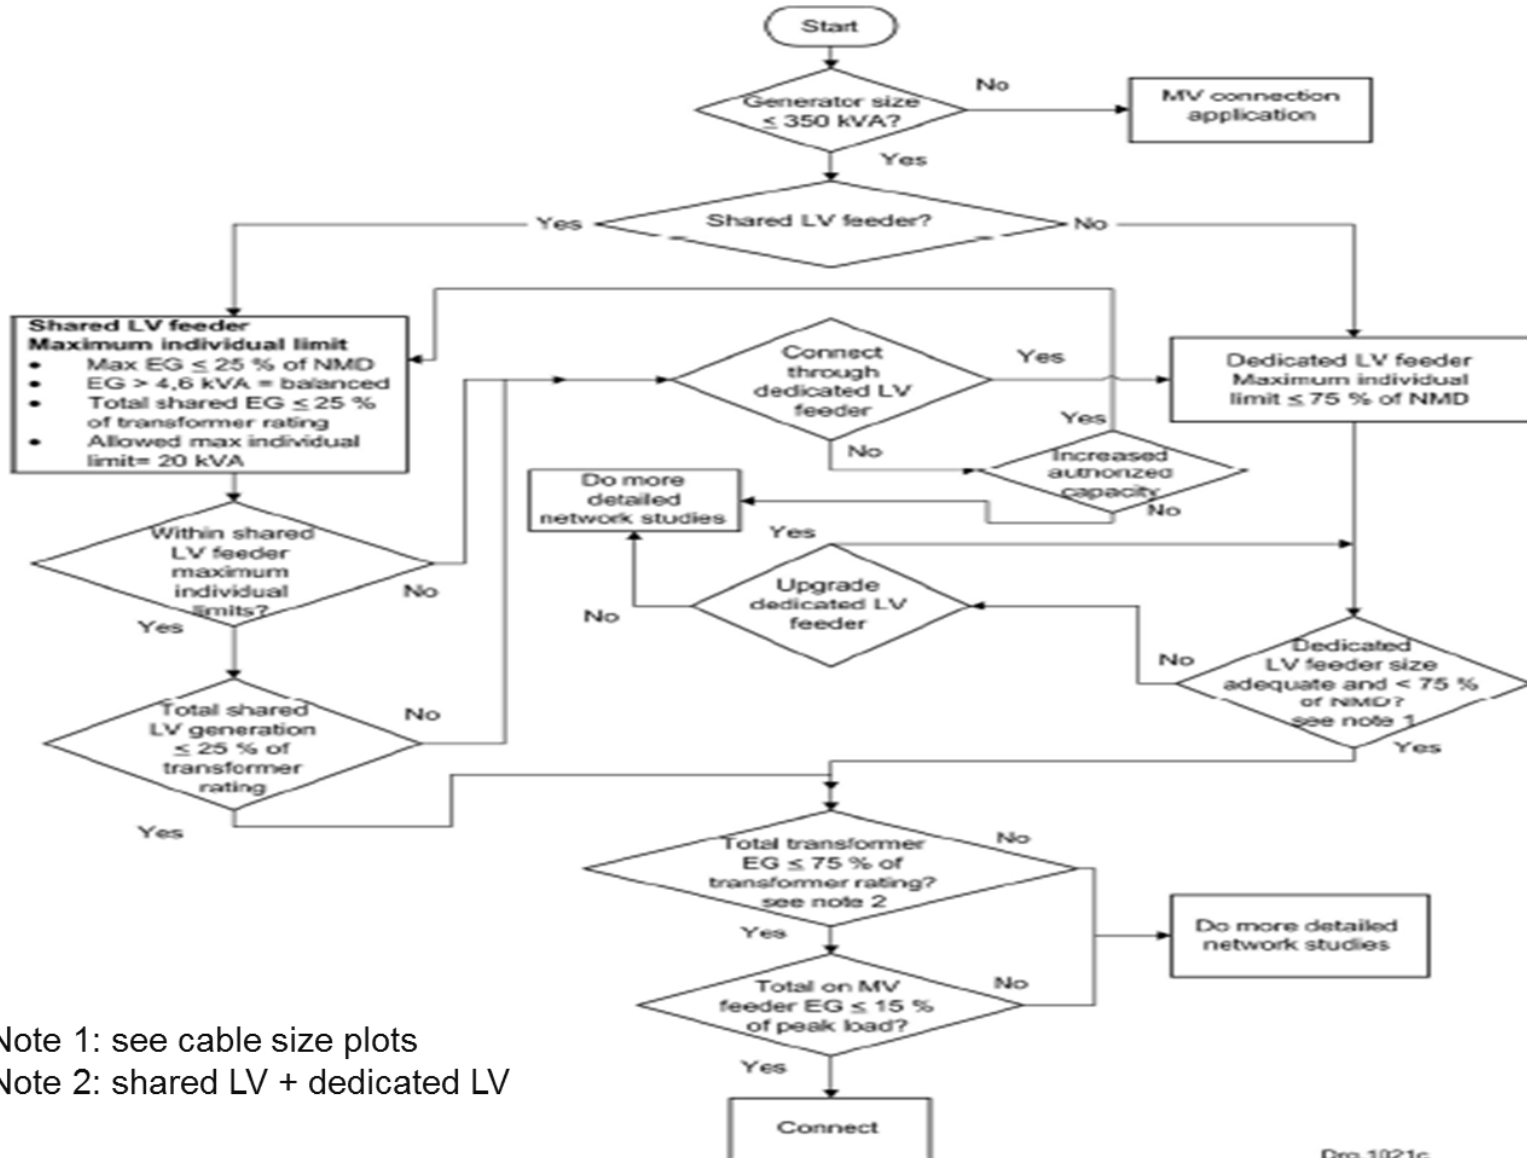 Start
Generator size
≤ 350 kVA?
No
MV connection
application
Yes
Shared LV feeder?
Yes
No
Shared LV feeder
Maximum individual limit
• Max EG ≤ 25 % of NMD
• EG > 4,6 kVA = balanced
• Total shared EG ≤ 25 %
of transformer rating
• Allowed max individual
limit= 20 kVA
Connect
through
dedicated LV
feeder
Yes
No
Dedicated LV feeder
Maximum individual
limit ≤ 75 % of NMD
Yes
Increased
authorized
capacity
No
Do more
detailed
network studies
Within shared
LV feeder
maximum
individual
limits?
No
Yes
Yes
Upgrade
dedicated LV
feeder
No
No
Dedicated
LV feeder size
adequate and < 75 %
of NMD?
see note 1
Yes
Total shared
LV generation
≤ 25 % of
transformer
rating
No
Yes
Total transformer
EG ≤ 75 % of
transformer rating?
see note 2
No
Yes
Do more detailed
network studies
Total on MV
feeder EG ≤ 15 %
of peak load?
No
Yes
Connect
Note 1: see cable size plots
Note 2: shared LV + dedicated LV